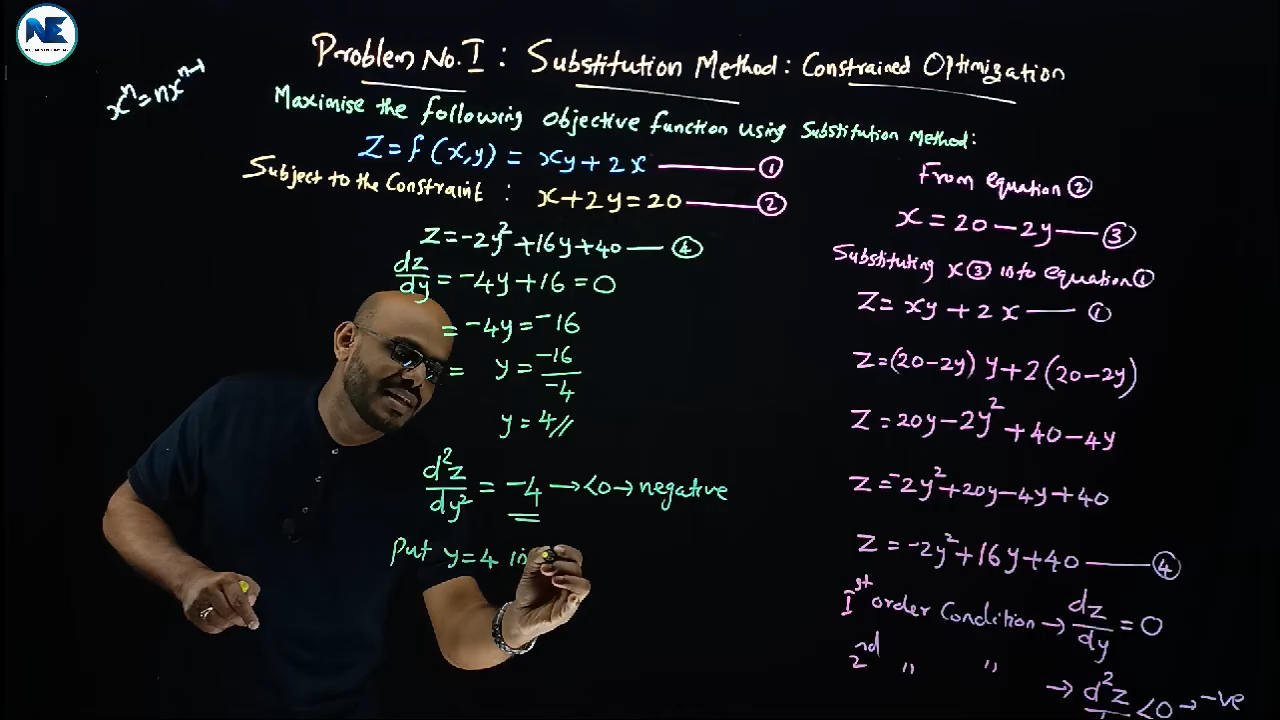 NE
xⁿ = nxⁿ⁻¹
Problem No. I : Substitution Method : Constrained Optimization
Maximise the following objective function using Substitution Method:
Z = f(x,y) = xy + 2x —— ①
Subject to the Constraint : x + 2y = 20 —— ②
Z = -2y² + 16y + 40 —— ④
dz/dy = -4y + 16 = 0
= -4y = -16
= y = -16/-4
y = 4//
d²z/dy² = -4 → <0 → negative
Put y = 4 in
From equation ②
x = 20 - 2y —— ③
Substituting x ③ into equation ①
Z = xy + 2x —— ①
Z = (20-2y) y + 2(20-2y)
Z = 20y - 2y² + 40 - 4y
Z = -2y² + 20y - 4y + 40
Z = -2y² + 16y + 40 —— ④
Iˢᵗ order Condition → dz/dy = 0
2ⁿᵈ " "
→ d²z <0 → -ve